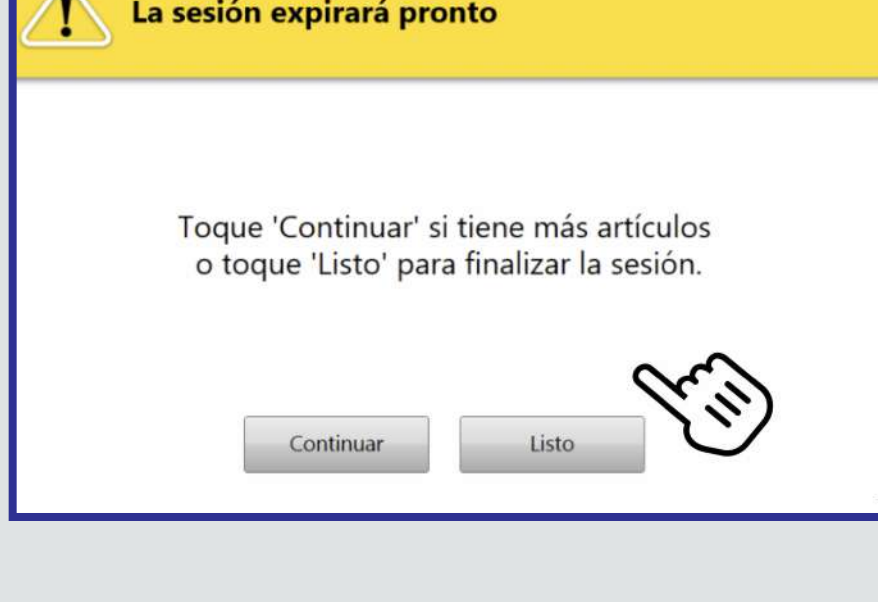 La sesión expirará pronto
Toque 'Continuar' si tiene más artículos
o toque 'Listo' para finalizar la sesión.
Continuar
Listo